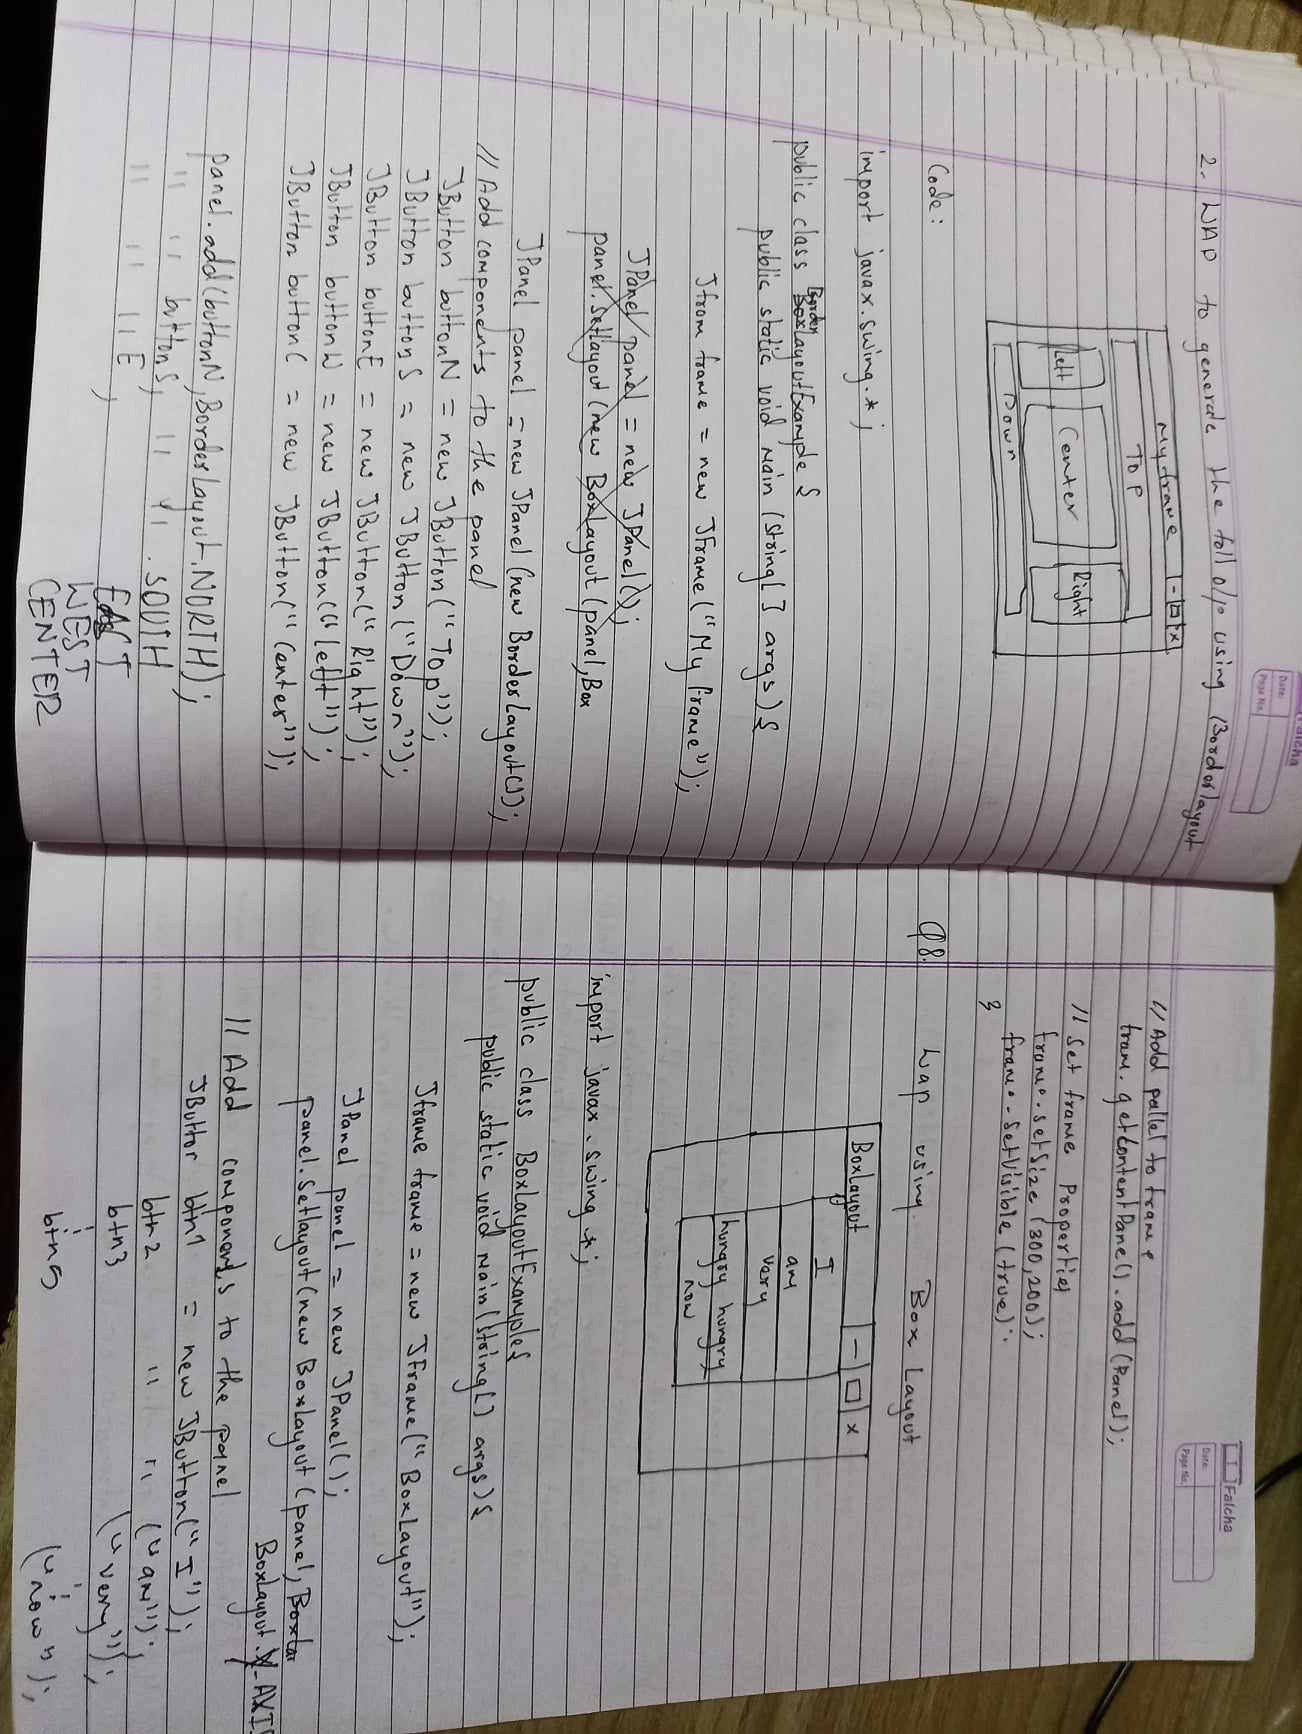 Falcha
Date:
Page No.
2. WAP to generate the foll o/p using (Borderlayout
My frame - □ x
Top
Left Center Right
Down
Code:
import javax.swing.*;
public class BorderLayoutExample {
public static void main (String[] args) {
Jfram frame = new JFrame("My frame");
JPanel panel = new JPanel();
panel.Setlayout(new BoxLayout(panel, Box
JPanel panel = new JPanel (new BorderLayout());
// Add components to the panel
JButton buttonN = new JButton ("Top");
JButton buttonS = new JButton ("Down");
JButton buttonE = new JButton("Right");
JButton buttonW = new JButton("left");
JButton buttonC = new JButton("Center");
panel.add(buttonN, BorderLayout.NORTH);
" " buttonS, " " . SOUTH
" " " E, EAST
WEST
CENTER
Falcha
Date:
Page No.
// Add pallel to frame
fram. getContentPane().add(Panel);
// Set frame properties
frame.setSize(300,200);
frame.setVisible(true);
}
Q8. Wap using Box Layout
BoxLayout - □ x
I
am
very
hungry hungry
now
import javax.swing.*;
public class BoxLayoutExample{
public static void main(String[] args) {
Jframe frame = new Jframe("BoxLayout");
JPanel panel = new JPanel();
panel.Setlayout(new BoxLayout(panel, Boxla
BoxLayout.Y-AXIS
// Add components to the panel
JButtor btn1 = new JButton("I");
btn2 " " ("am");
btn3 ("very");
btn5 ("now");